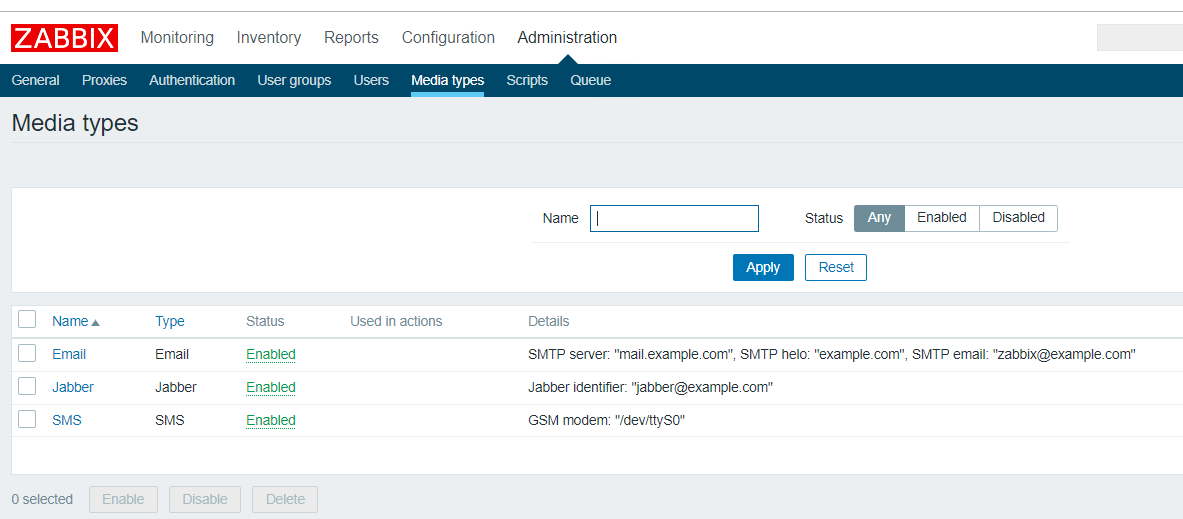 ZABBIX Monitoring Inventory Reports Configuration Administration
General Proxies Authentication User groups Users Media types Scripts Queue
Media types
Name Status Any Enabled Disabled
Apply Reset
Name Type Status Used in actions Details
Email Email Enabled SMTP server: "mail.example.com", SMTP helo: "example.com", SMTP email: "zabbix@example.com"
Jabber Jabber Enabled Jabber identifier: "jabber@example.com"
SMS SMS Enabled GSM modem: "/dev/ttyS0"
0 selected Enable Disable Delete